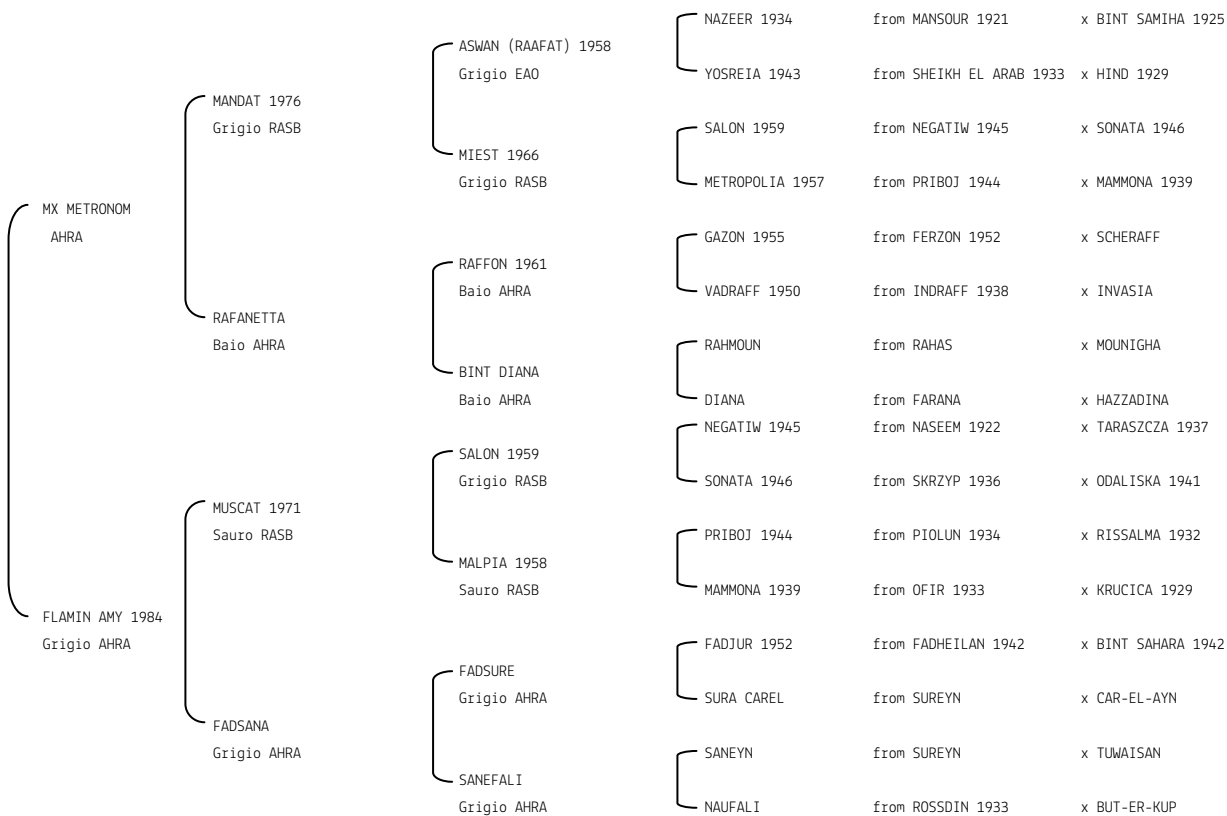 NAZEER 1934 from MANSOUR 1921 x BINT SAMIHA 1925
ASWAN (RAAFAT) 1958
Grigio EAO
YOSREIA 1943 from SHEIKH EL ARAB 1933 x HIND 1929
MANDAT 1976
Grigio RASB
SALON 1959 from NEGATIW 1945 x SONATA 1946
MIEST 1966
Grigio RASB
METROPOLIA 1957 from PRIBOJ 1944 x MAMMONA 1939
MX METRONOM
AHRA
GAZON 1955 from FERZON 1952 x SCHERAFF
RAFFON 1961
Baio AHRA
VADRAFF 1950 from INDRAFF 1938 x INVASIA
RAFANETTA
Baio AHRA
RAHMOUN from RAHAS x MOUNIGHA
BINT DIANA
Baio AHRA
DIANA from FARANA x HAZZADINA
NEGATIW 1945 from NASEEM 1922 x TARASZCZA 1937
SALON 1959
Grigio RASB
SONATA 1946 from SKRZYP 1936 x ODALISKA 1941
MUSCAT 1971
Sauro RASB
PRIBOJ 1944 from PIOLUN 1934 x RISSALMA 1932
MALPIA 1958
Sauro RASB
MAMMONA 1939 from OFIR 1933 x KRUCICA 1929
FLAMIN AMY 1984
Grigio AHRA
FADJUR 1952 from FADHEILAN 1942 x BINT SAHARA 1942
FADSURE
Grigio AHRA
SURA CAREL from SUREYN x CAR-EL-AYN
FADSANA
Grigio AHRA
SANEYN from SUREYN x TUWAISAN
SANEFALI
Grigio AHRA
NAUFALI from ROSSDIN 1933 x BUT-ER-KUP